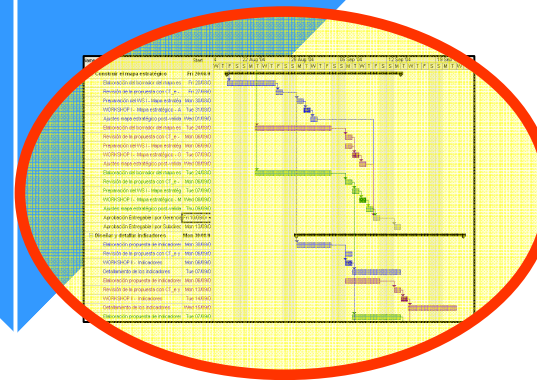 Start 22 Aug '04 29 Aug '04 05 Sep '04 12 Sep '04 19 Sep
W T F S S M T W T F S S M T W T F S S M T W T F S S M T W T F S S M T W
Construir el mapa estratégico Fri 20/08/0
Elaboración del borrador del mapa es Fri 20/08/0
Revisión de la propuesta con CT_e - Fri 27/08/0
Preparación del WS I - Mapa estratég Mon 30/08/0
WORKSHOP I - Mapa estratégico - A Tue 31/08/0
Ajustes mapa estratégico post-valida Wed 01/09/0
Elaboración del borrador del mapa es Tue 24/08/0
Revisión de la propuesta con CT_e - Mon 06/09/0
Preparación del WS I - Mapa estratég Mon 06/09/0
WORKSHOP I - Mapa estratégico - O Tue 07/09/0
Ajustes mapa estratégico post-valida Wed 08/09/0
Elaboración del borrador del mapa es Tue 24/08/0
Revisión de la propuesta con CT_e - Mon 06/09/0
Preparación del WS I - Mapa estratég Tue 07/09/0
WORKSHOP I - Mapa estratégico - M Wed 08/09/0
Ajustes mapa estratégico post-valida Thu 09/09/0
Aprobación Entregable I por Gerenc Fri 10/09/0
Aprobación Entregable I por Subdirec Mon 13/09/0
Diseñar y detallar indicadores Mon 30/08/0
Elaboración propuesta de indicadores Mon 30/08/0
Revisión de la propuesta con CT_e y Mon 06/09/0
WORKSHOP II - Indicadores Mon 06/09/0
Detallamiento de los indicadores Tue 07/09/0
Elaboración propuesta de indicadores Mon 06/09/0
Revisión de la propuesta con CT_e y Mon 13/09/0
WORKSHOP II - Indicadores Tue 14/09/0
Detallamiento de los indicadores Wed 15/09/0
Elaboración propuesta de indicadores Tue 07/09/0